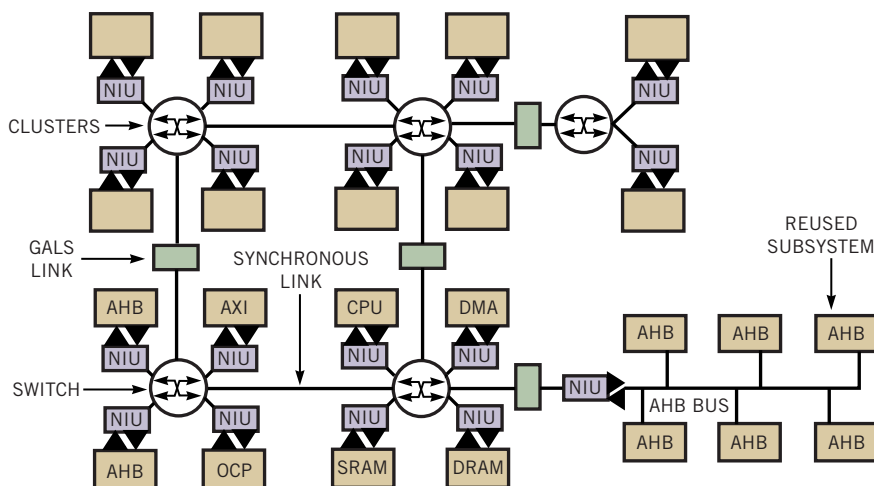 NIU NIU NIU NIU NIU
CLUSTERS
NIU NIU NIU NIU NIU
REUSED
SUBSYSTEM
GALS
LINK
SYNCHRONOUS
LINK
AHB AXI CPU DMA
AHB AHB AHB
NIU NIU NIU NIU
SWITCH
NIU
AHB BUS
NIU NIU NIU NIU
AHB AHB AHB
AHB OCP SRAM DRAM